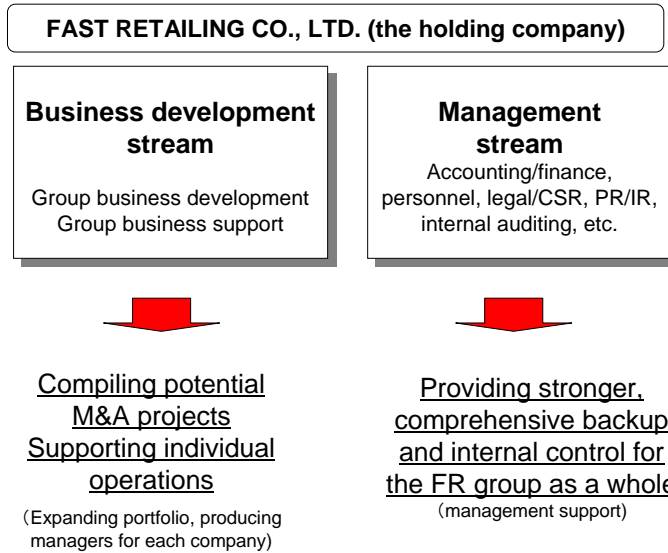 FAST RETAILING CO., LTD. (the holding company)
Business development
stream
Group business development
Group business support
Management
stream
Accounting/finance,
personnel, legal/CSR, PR/IR,
internal auditing, etc.
Compiling potential
M&A projects
Supporting individual
operations
（Expanding portfolio, producing
managers for each company)
Providing stronger,
comprehensive backup
and internal control for
the FR group as a whole
（management support)